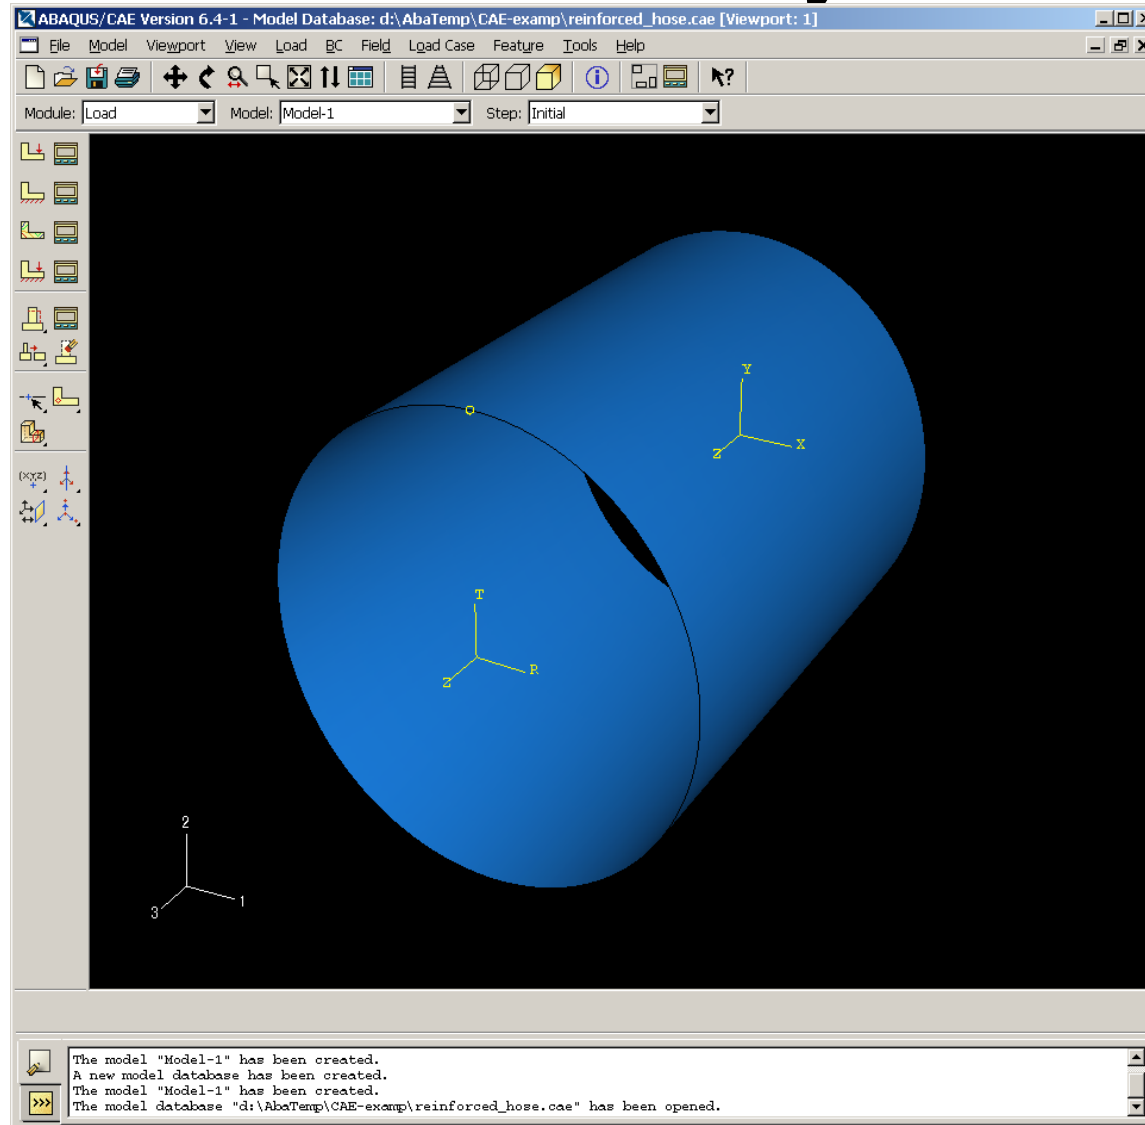 ABAQUS/CAE Version 6.4-1 - Model Database: d:\AbaTemp\CAE-examp\reinforced_hose.cae [Viewport: 1]
File Model Viewport View Load BC Field Load Case Feature Tools Help
Module: Load Model: Model-1 Step: Initial
(XYZ)
Y
X
Z
T
R
Z
2
1
3
The model "Model-1" has been created.
A new model database has been created.
The model "Model-1" has been created.
>>> The model database "d:\AbaTemp\CAE-examp\reinforced_hose.cae" has been opened.